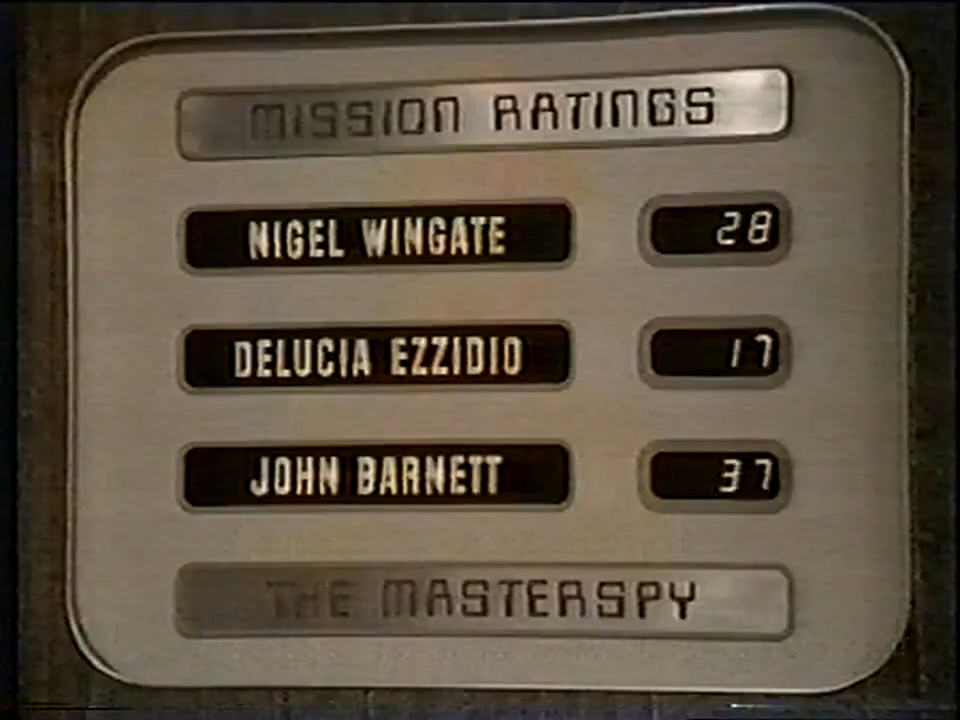 MISSION RATINGS
NIGEL WINGATE 28
DELUCIA EZZIDIO 17
JOHN BARNETT 37
THE MASTERSPY